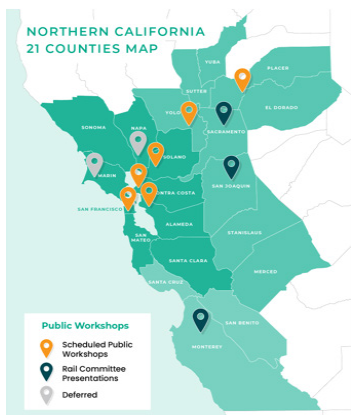 NORTHERN CALIFORNIA
21 COUNTIES MAP
YUBA
PLACER
SUTTER
YOLO
EL DORADO
SONOMA
NAPA
SACRAMENTO
SOLANO
MARIN
SAN JOAQUIN
CONTRA COSTA
SAN FRANCISCO
ALAMEDA
STANISLAUS
SAN
MATEO
SANTA CLARA
MERCED
SANTA CRUZ
SAN BENITO
MONTEREY
Public Workshops
Scheduled Public
Workshops
Rail Committee
Presentations
Deferred